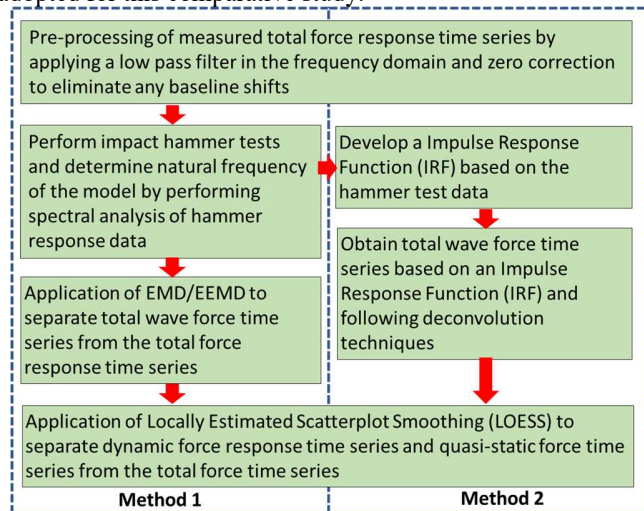 adopted for this comparative study.
Pre-processing of measured total force response time series by
applying a low pass filter in the frequency domain and zero correction
to eliminate any baseline shifts
Perform impact hammer tests
and determine natural frequency
of the model by performing
spectral analysis of hammer
response data
Develop a Impulse Response
Function (IRF) based on the
hammer test data
Application of EMD/EEMD to
separate total wave force time
series from the total force
response time series
Obtain total wave force time
series based on an Impulse
Response Function (IRF) and
following deconvolution
techniques
Application of Locally Estimated Scatterplot Smoothing (LOESS) to
separate dynamic force response time series and quasi-static force time
series from the total force time series
Method 1
Method 2